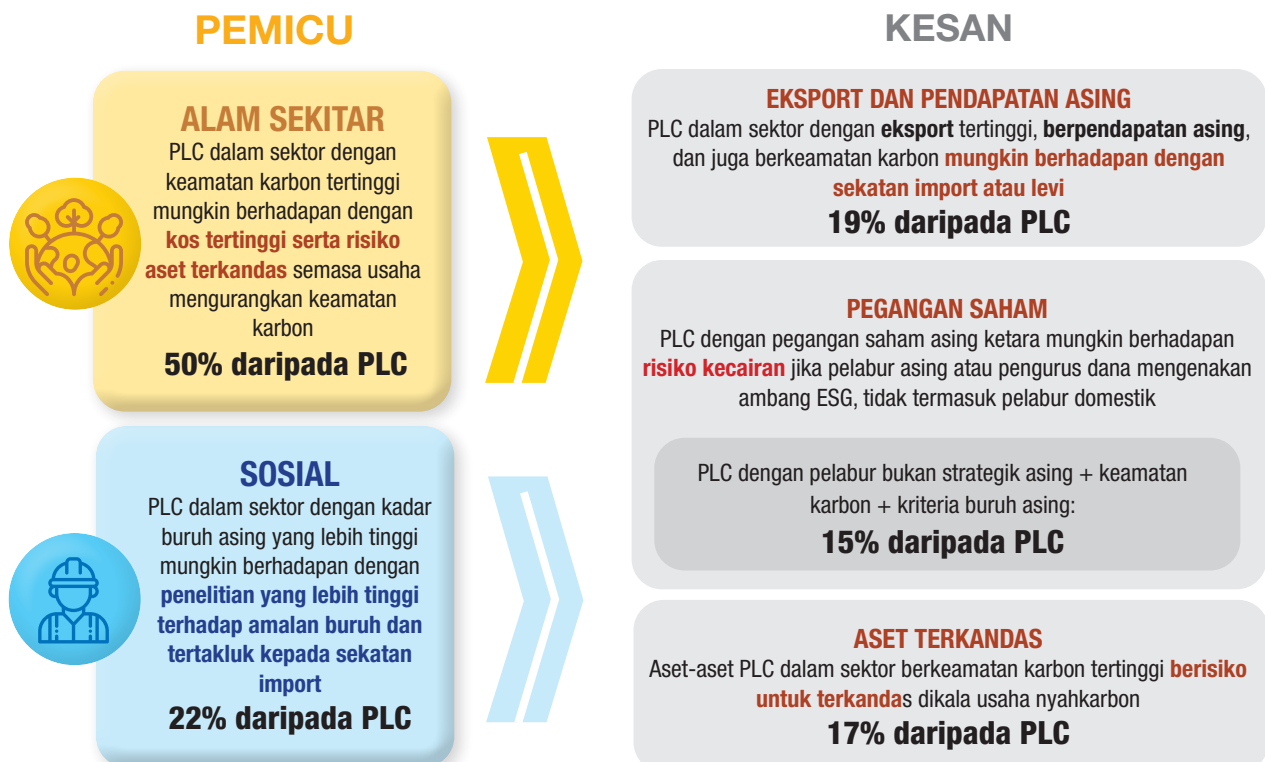 PEMICU
ALAM SEKITAR
PLC dalam sektor dengan
keamatan karbon tertinggi
mungkin berhadapan dengan
kos tertinggi serta risiko
aset terkandas semasa usaha
mengurangkan keamatan
karbon
50% daripada PLC
SOSIAL
PLC dalam sektor dengan kadar
buruh asing yang lebih tinggi
mungkin berhadapan dengan
penelitian yang lebih tinggi
terhadap amalan buruh dan
tertakluk kepada sekatan
import
22% daripada PLC
KESAN
EKSPORT DAN PENDAPATAN ASING
PLC dalam sektor dengan eksport tertinggi, berpendapatan asing,
dan juga berkeamatan karbon mungkin berhadapan dengan
sekatan import atau levi
19% daripada PLC
PEGANGAN SAHAM
PLC dengan pegangan saham asing ketara mungkin berhadapan
risiko kecairan jika pelabur asing atau pengurus dana mengenakan
ambang ESG, tidak termasuk pelabur domestik
PLC dengan pelabur bukan strategik asing + keamatan
karbon + kriteria buruh asing:
15% daripada PLC
ASET TERKANDAS
Aset-aset PLC dalam sektor berkeamatan karbon tertinggi berisiko
untuk terkandas dikala usaha nyahkarbon
17% daripada PLC